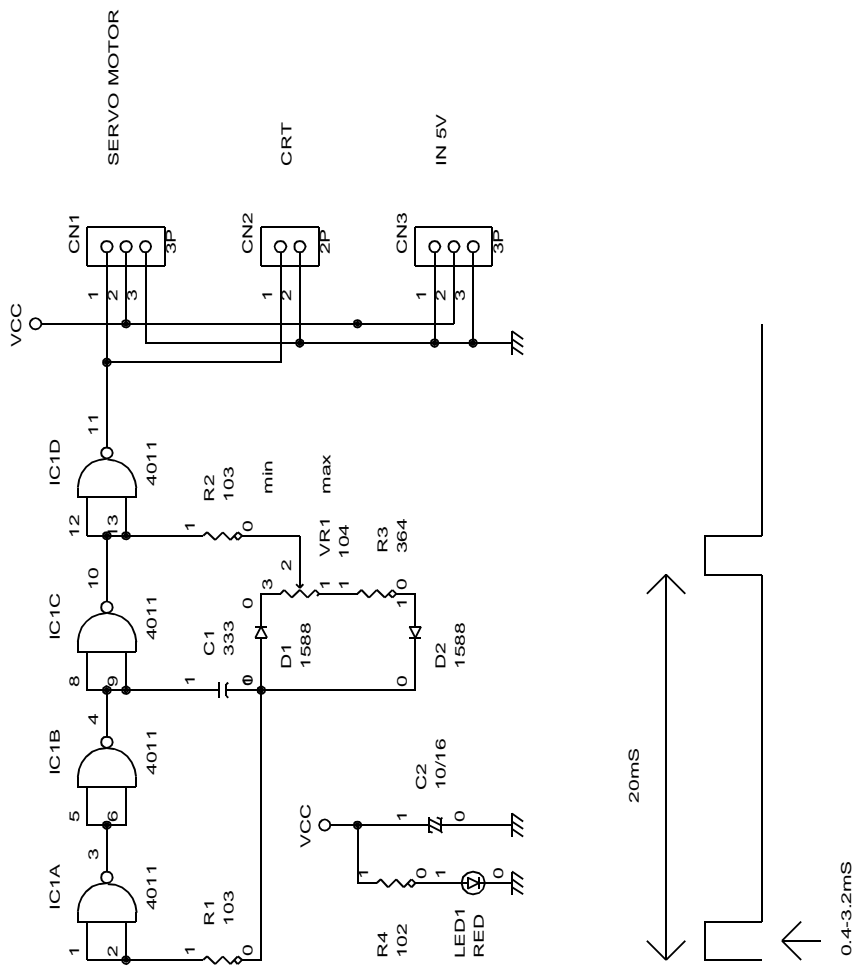 SERVO MOTOR
CRT
IN 5V
CN1
3P
CN2
2P
CN3
3P
1
2
3
1
2
1
2
3
VCC
11
IC1D
4011
12
13
R2
103
1
0
min
max
10
IC1C
4011
8
9
VR1
104
3
2
1
R3
364
1
0
C1
333
1
0
D1
1588
0
1
D2
1588
1
0
4
IC1B
4011
5
6
3
IC1A
4011
1
2
R1
103
1
0
VCC
C2
10/16
1
0
R4
102
1
0
LED1
RED
1
0
20mS
0.4-3.2mS